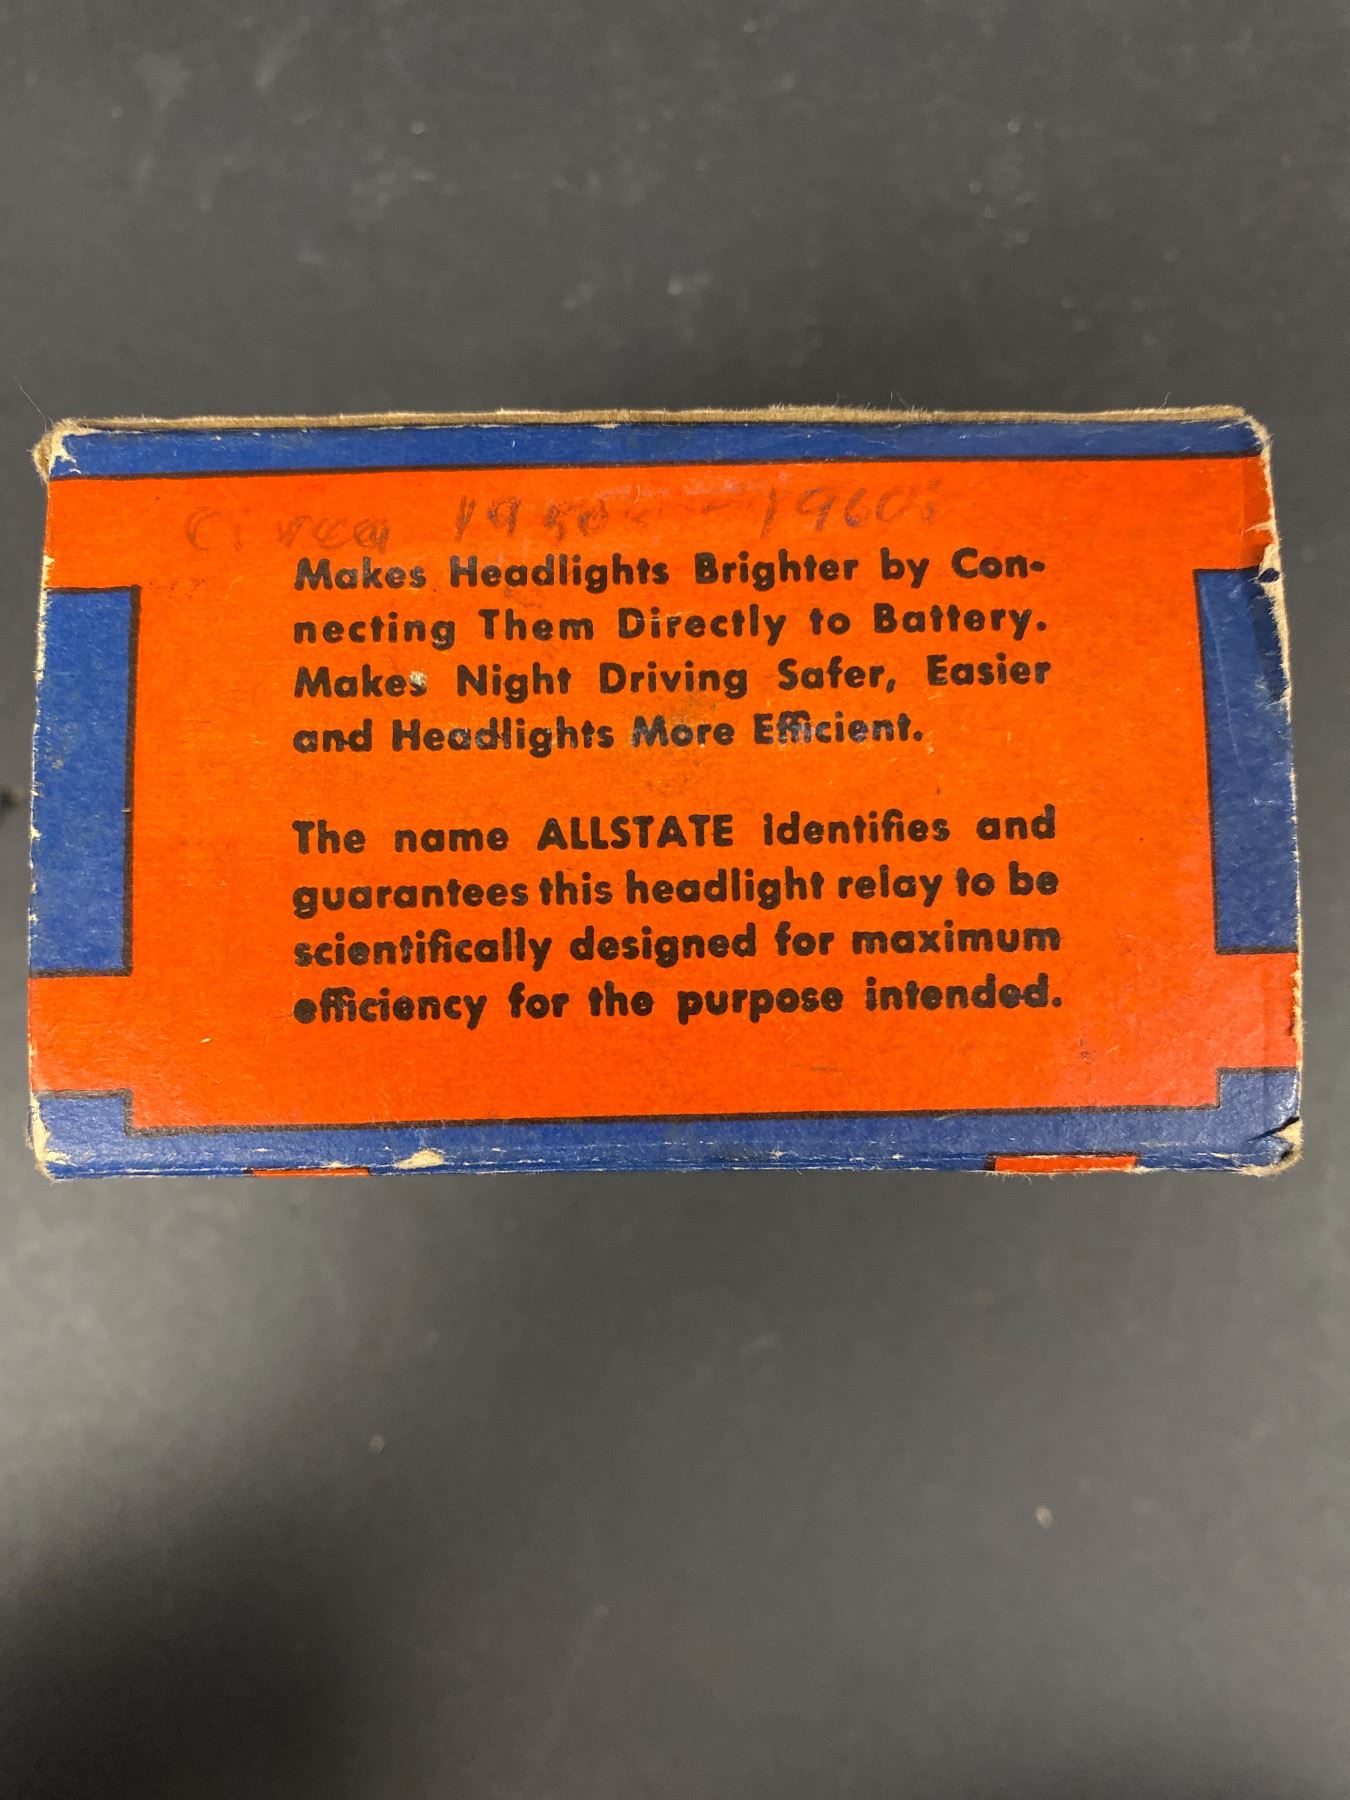 Circa 1950s - 1960s
Makes Headlights Brighter by Con-
necting Them Directly to Battery.
Makes Night Driving Safer, Easier
and Headlights More Efficient.
The name ALLSTATE identifies and
guarantees this headlight relay to be
scientifically designed for maximum
efficiency for the purpose intended.